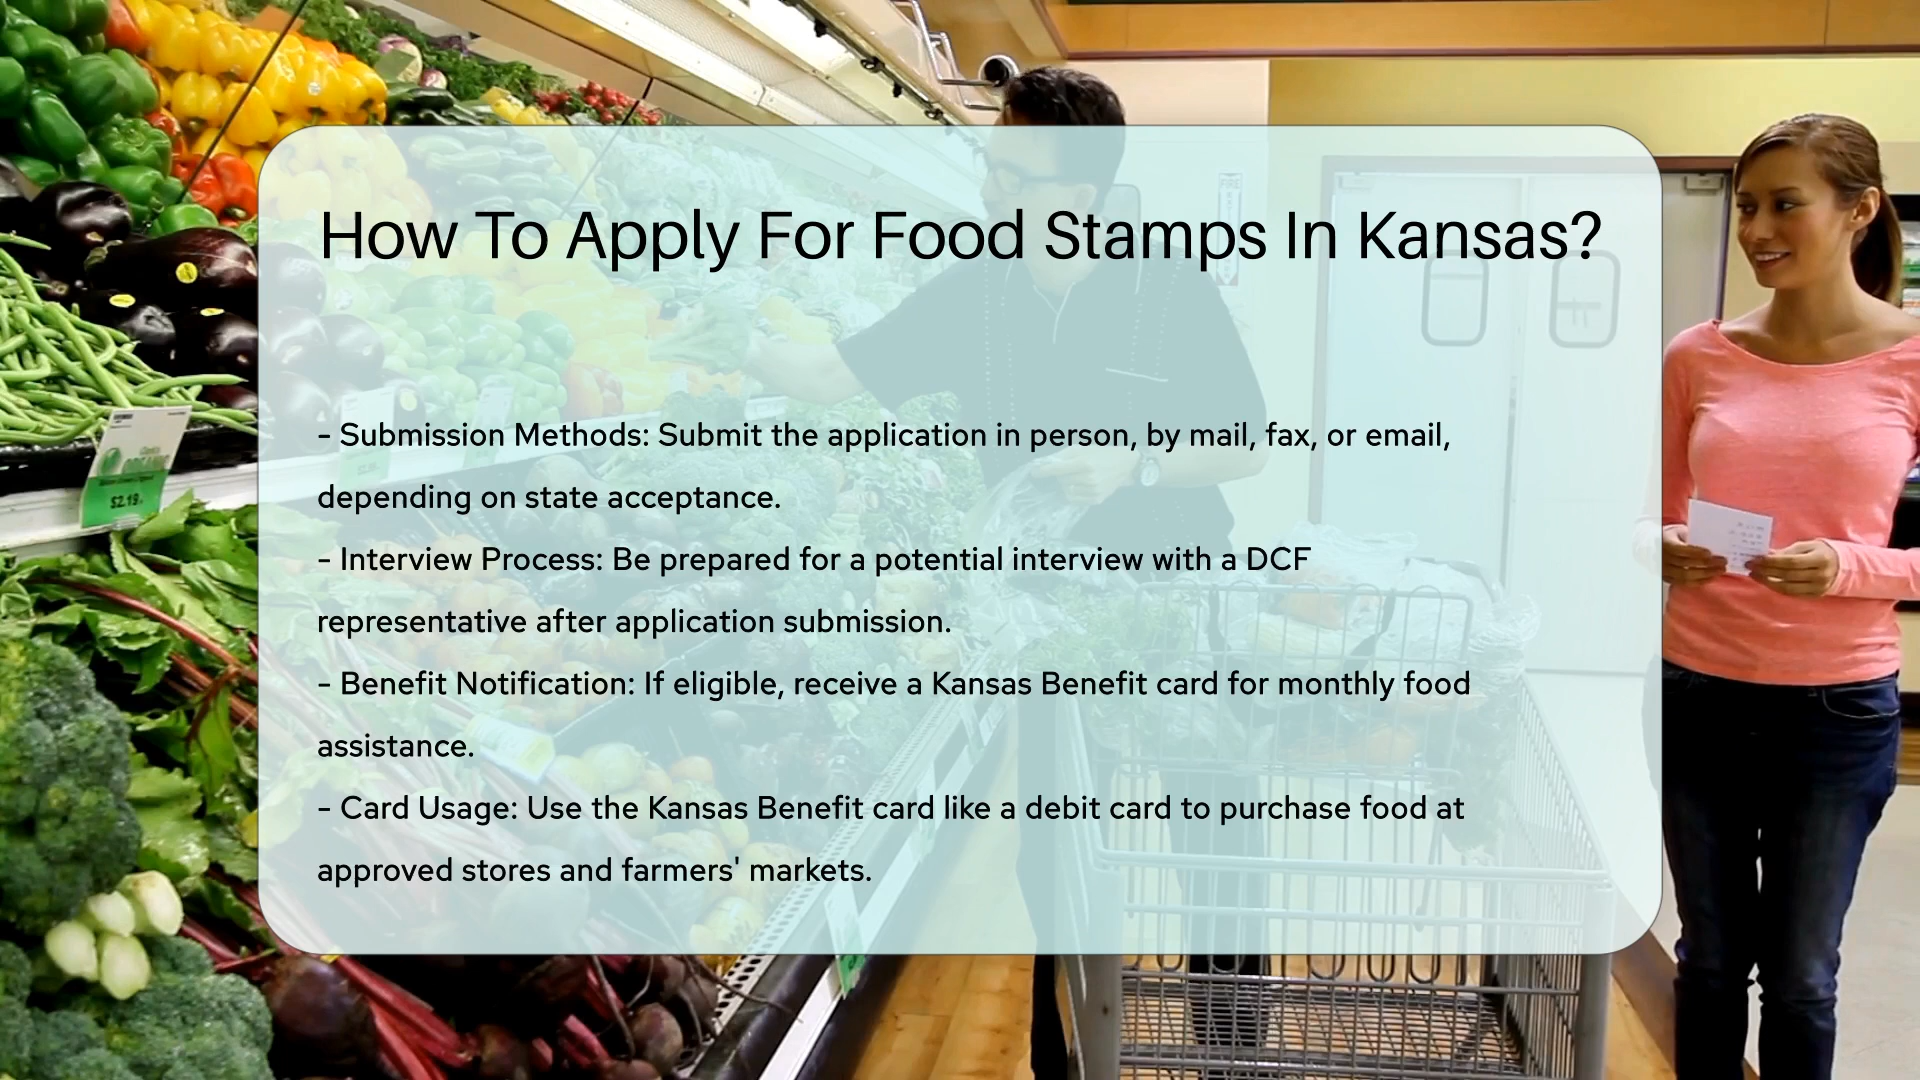 How To Apply For Food Stamps In Kansas?
- Submission Methods: Submit the application in person, by mail, fax, or email,
depending on state acceptance.
- Interview Process: Be prepared for a potential interview with a DCF
representative after application submission.
- Benefit Notification: If eligible, receive a Kansas Benefit card for monthly food
assistance.
- Card Usage: Use the Kansas Benefit card like a debit card to purchase food at
approved stores and farmers' markets.
ORGANIC
$2.19
FIRE